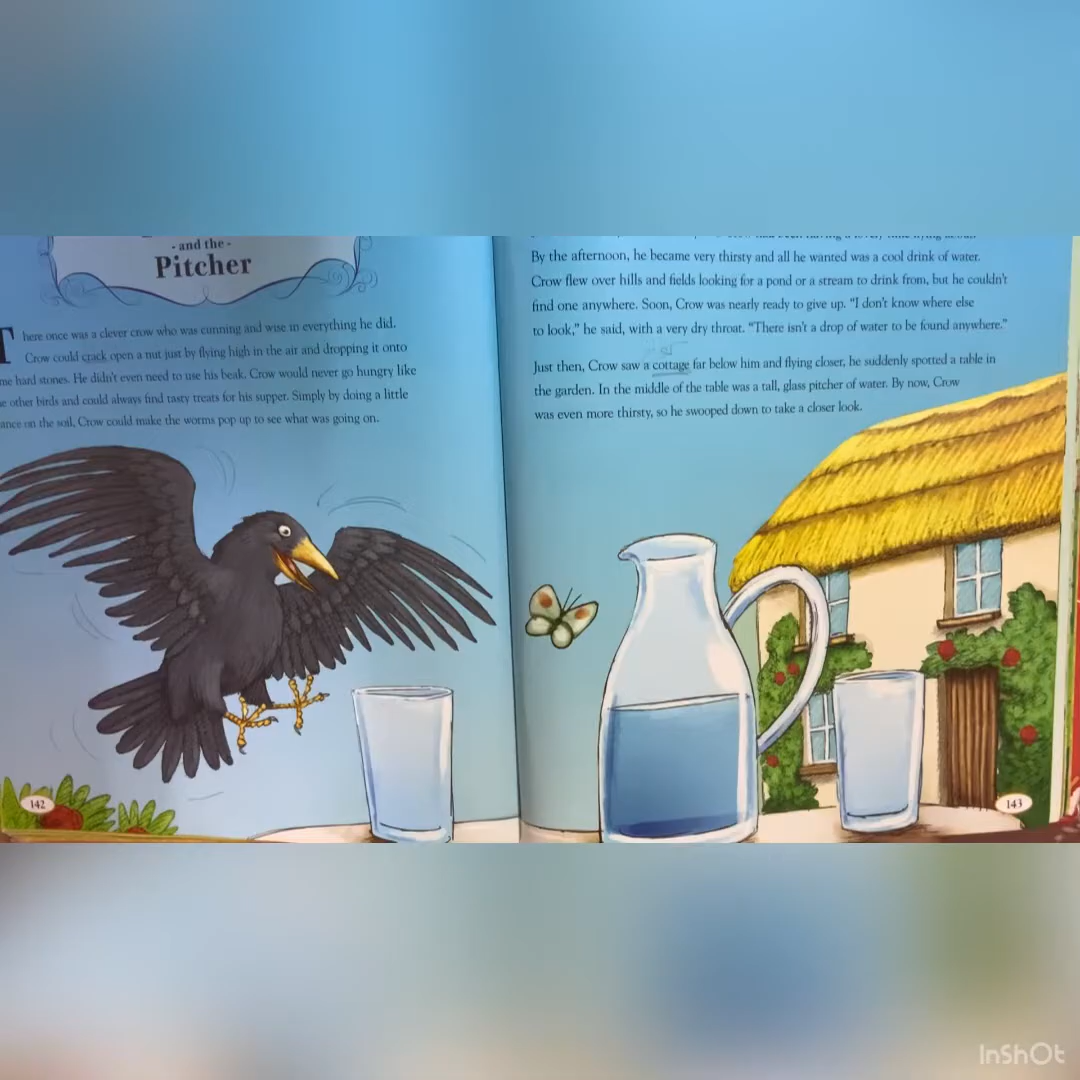 - and the -
Pitcher
There once was a clever crow who was cunning and wise in everything he did.
Crow could crack open a nut just by flying high in the air and dropping it onto
me hard stones. He didn't even need to use his beak. Crow would never go hungry like
e other birds and could always find tasty treats for his supper. Simply by doing a little
ance on the soil, Crow could make the worms pop up to see what was going on.
142
By the afternoon, he became very thirsty and all he wanted was a cool drink of water.
Crow flew over hills and fields looking for a pond or a stream to drink from, but he couldn't
find one anywhere. Soon, Crow was nearly ready to give up. “I don't know where else
to look,” he said, with a very dry throat. “There isn't a drop of water to be found anywhere.”
Just then, Crow saw a cottage far below him and flying closer, he suddenly spotted a table in
the garden. In the middle of the table was a tall, glass pitcher of water. By now, Crow
was even more thirsty, so he swooped down to take a closer look.
143
InShOt